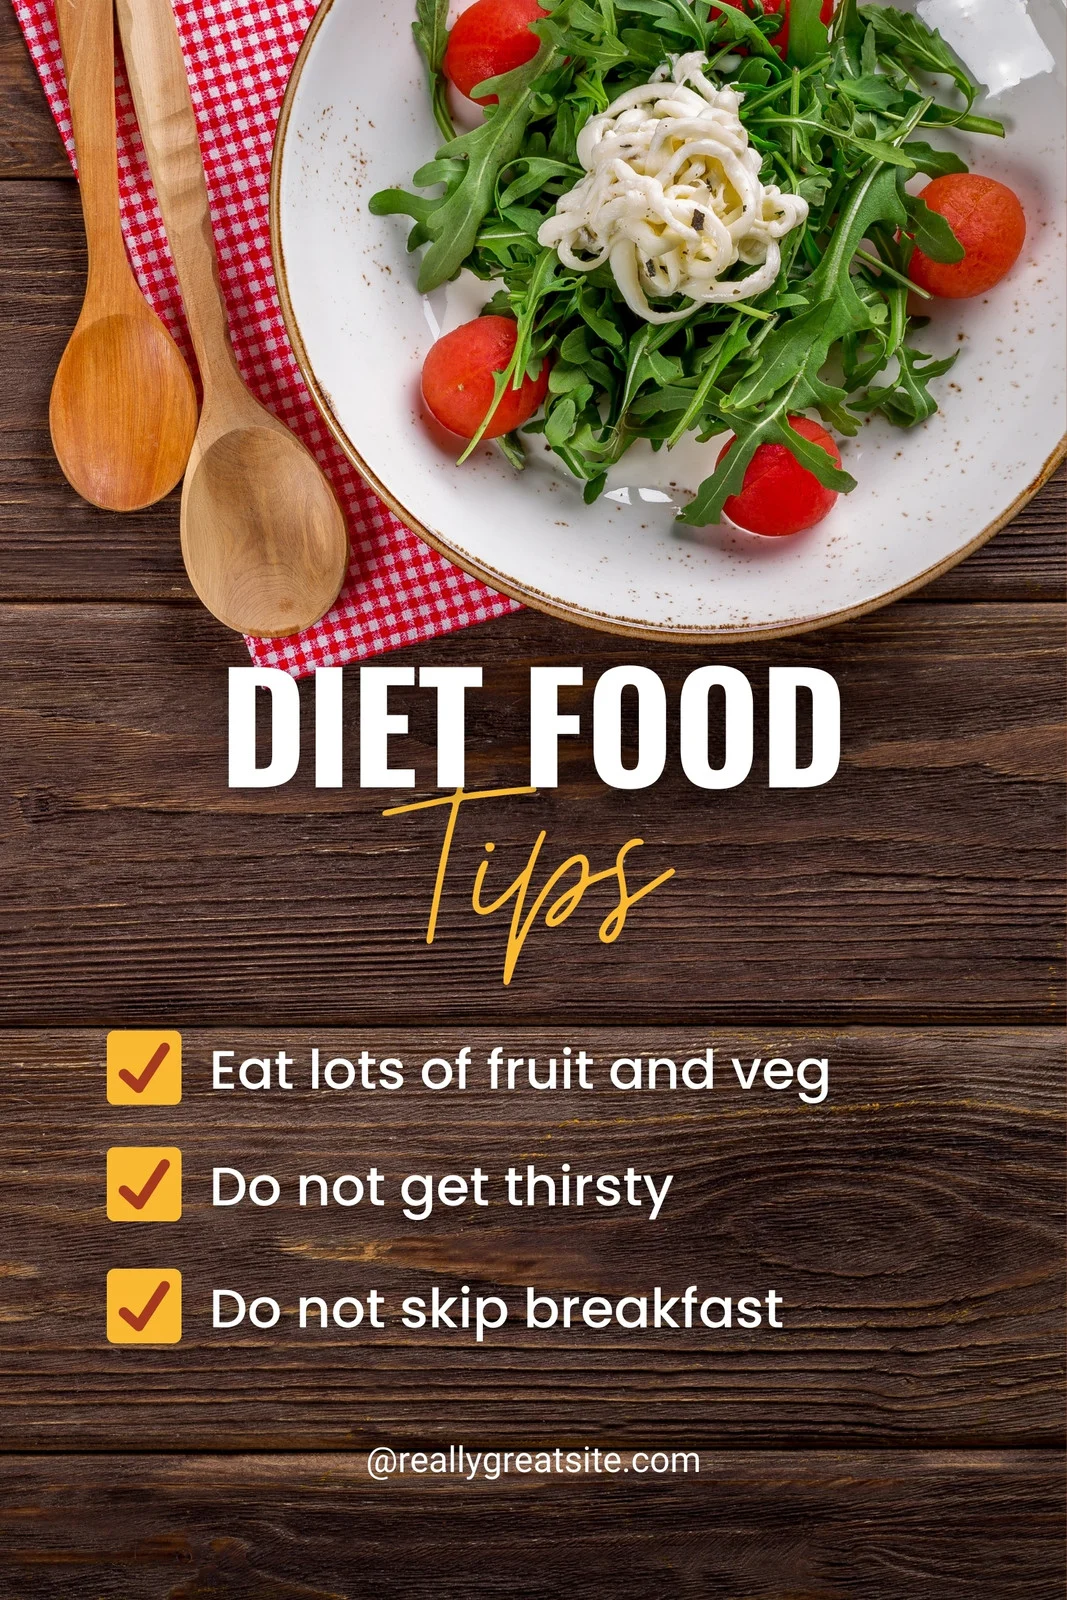 DIET FOOD
Tips
Eat lots of fruit and veg
Do not get thirsty
Do not skip breakfast
@reallygreatsite.com